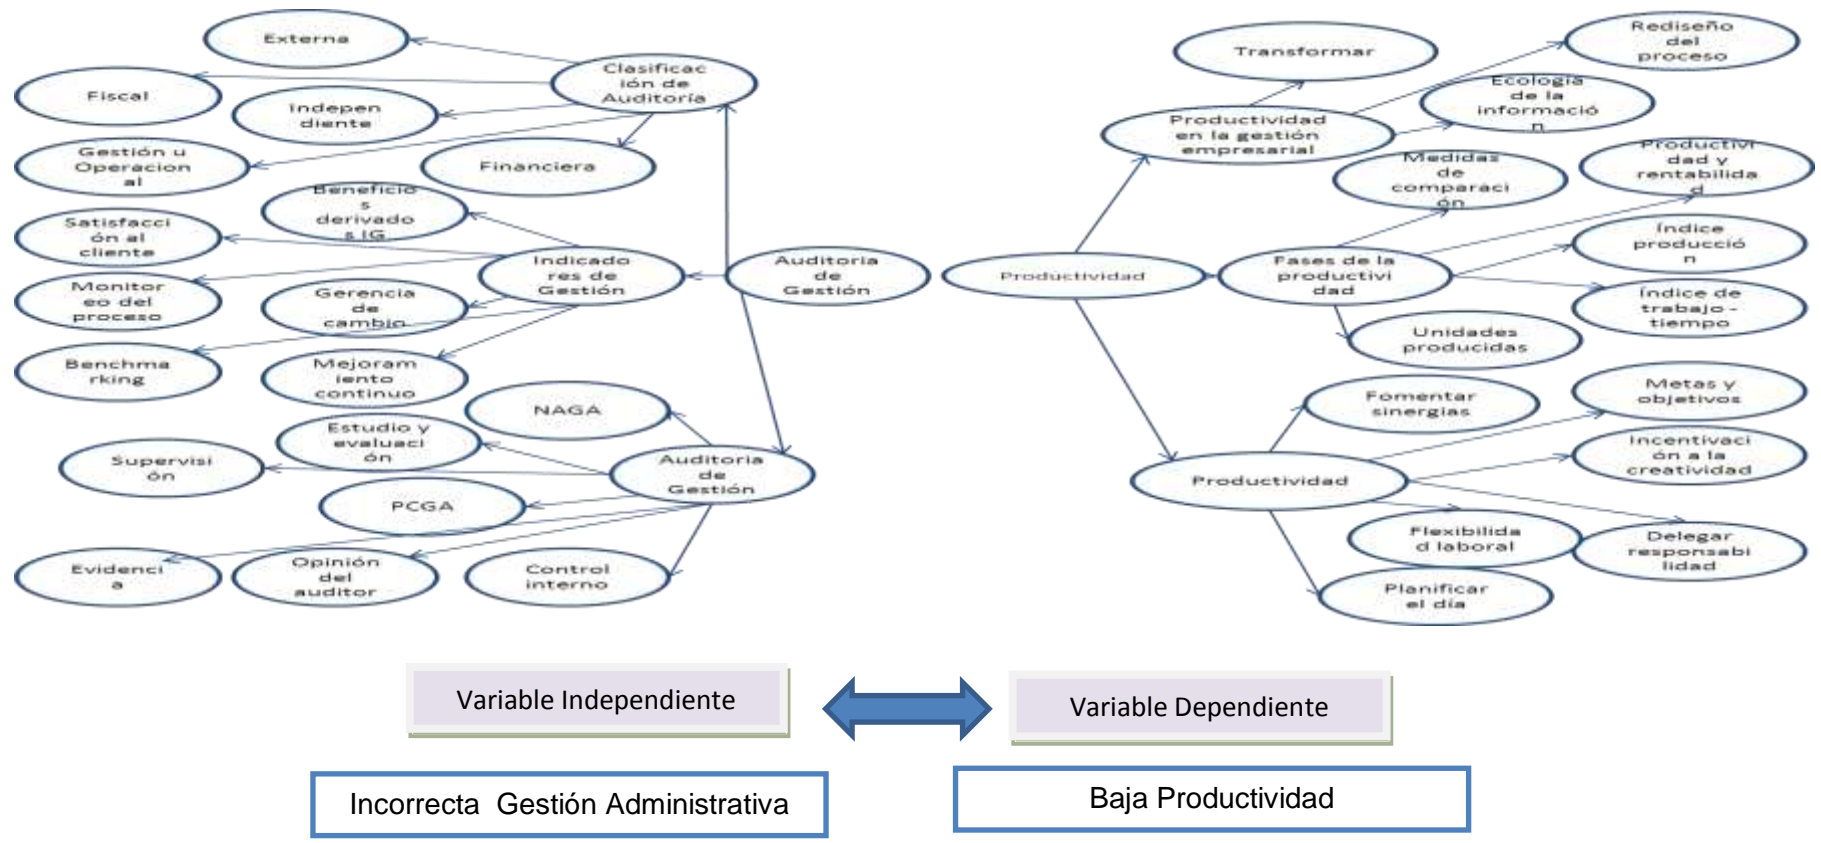 Externa
Clasificac
ión de
Auditoría
Fiscal
Indepen
diente
Gestión u
Operacion
al
Financiera
Beneficio
s
derivado
s IG
Satisfacci
ón al
cliente
Indicado
res de
Gestión
Auditoria
de
Gestión
Monitor
eo del
proceso
Gerencia
de
cambio
Benchma
rking
Mejoram
iento
continuo
NAGA
Estudio y
evaluaci
ón
Supervisi
ón
Auditoria
de
Gestión
PCGA
Evidenci
a
Opinión
del
auditor
Control
interno
Transformar
Rediseño
del
proceso
Ecología
de la
informació
n
Productividad
en la gestión
empresarial
Medidas
de
comparaci
ón
Productivi
dad y
rentabilida
d
Índice
producció
n
Productividad
Fases de la
productivi
dad
Índice de
trabajo-
tiempo
Unidades
producidas
Fomentar
sinergias
Metas y
objetivos
Incentivaci
ón a la
creatividad
Productividad
Flexibilida
d laboral
Delegar
responsabi
lidad
Planificar
el día
Variable Independiente
Variable Dependiente
Incorrecta Gestión Administrativa
Baja Productividad